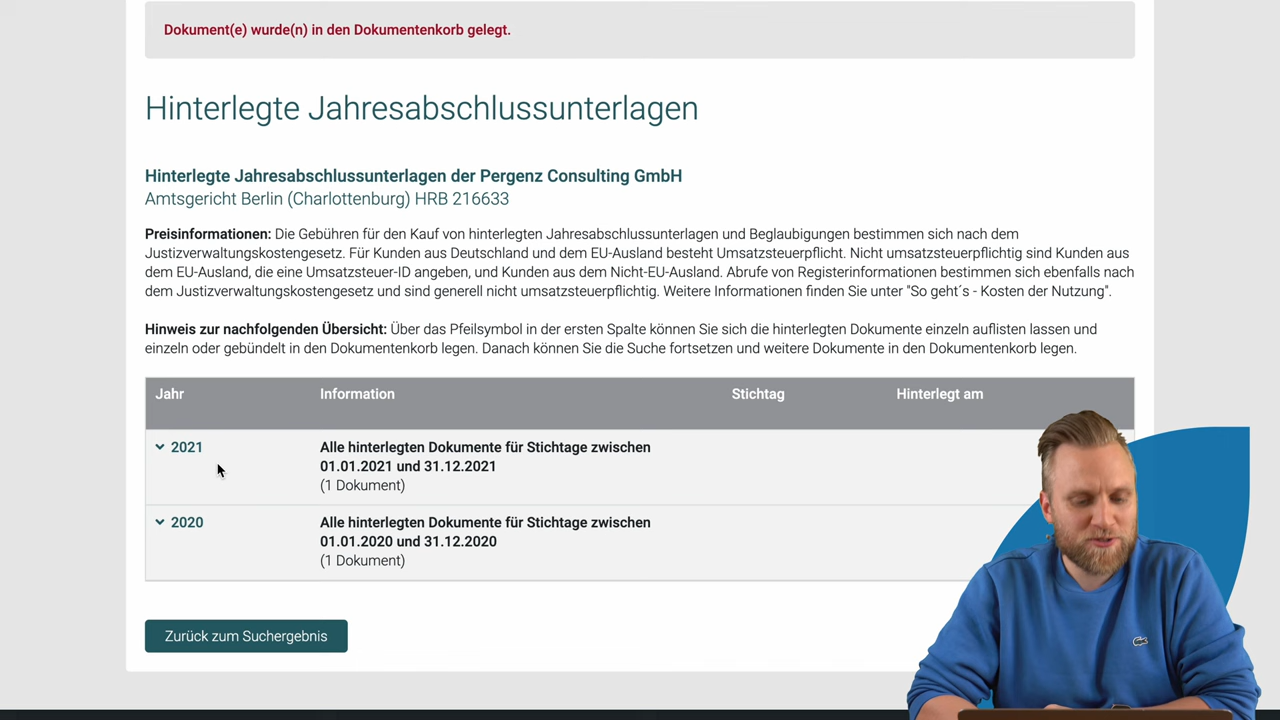 Dokument(e) wurde(n) in den Dokumentenkorb gelegt.
Hinterlegte Jahresabschlussunterlagen
Hinterlegte Jahresabschlussunterlagen der Pergenz Consulting GmbH
Amtsgericht Berlin (Charlottenburg) HRB 216633
Preisinformationen: Die Gebühren für den Kauf von hinterlegten Jahresabschlussunterlagen und Beglaubigungen bestimmen sich nach dem
Justizverwaltungskostengesetz. Für Kunden aus Deutschland und dem EU-Ausland besteht Umsatzsteuerpflicht. Nicht umsatzsteuerpflichtig sind Kunden aus
dem EU-Ausland, die eine Umsatzsteuer-ID angeben, und Kunden aus dem Nicht-EU-Ausland. Abrufe von Registerinformationen bestimmen sich ebenfalls nach
dem Justizverwaltungskostengesetz und sind generell nicht umsatzsteuerpflichtig. Weitere Informationen finden Sie unter "So geht´s - Kosten der Nutzung".
Hinweis zur nachfolgenden Übersicht: Über das Pfeilsymbol in der ersten Spalte können Sie sich die hinterlegten Dokumente einzeln auflisten lassen und
einzeln oder gebündelt in den Dokumentenkorb legen. Danach können Sie die Suche fortsetzen und weitere Dokumente in den Dokumentenkorb legen.
Jahr Information Stichtag Hinterlegt am
2021 Alle hinterlegten Dokumente für Stichtage zwischen
01.01.2021 und 31.12.2021
(1 Dokument)
2020 Alle hinterlegten Dokumente für Stichtage zwischen
01.01.2020 und 31.12.2020
(1 Dokument)
Zurück zum Suchergebnis